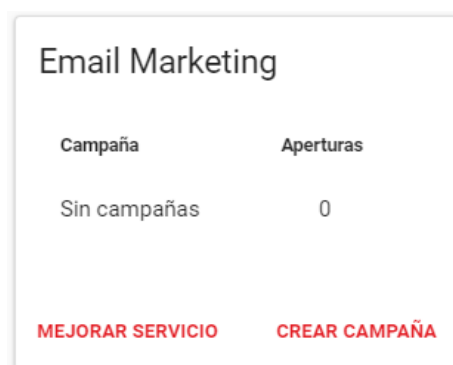 Email Marketing
Campaña Aperturas
Sin campañas 0
MEJORAR SERVICIO CREAR CAMPAÑA